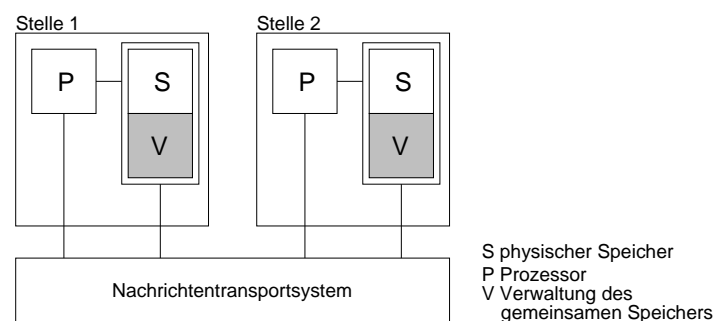 Stelle 1
Stelle 2
P
S
P
S
V
V
S physischer Speicher
P Prozessor
Nachrichtentransportsystem
V Verwaltung des
gemeinsamen Speichers